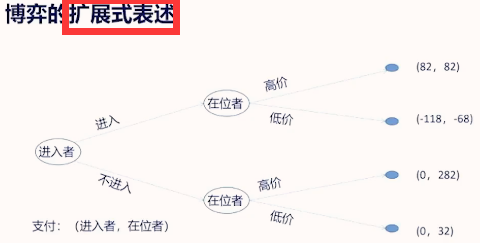 博弈的扩展式表述
高价
(82, 82)
在位者
进入
低价
(-118, -68)
进入者
不进入
高价
(0, 282)
在位者
低价
支付: (进入者, 在位者)
(0, 32)